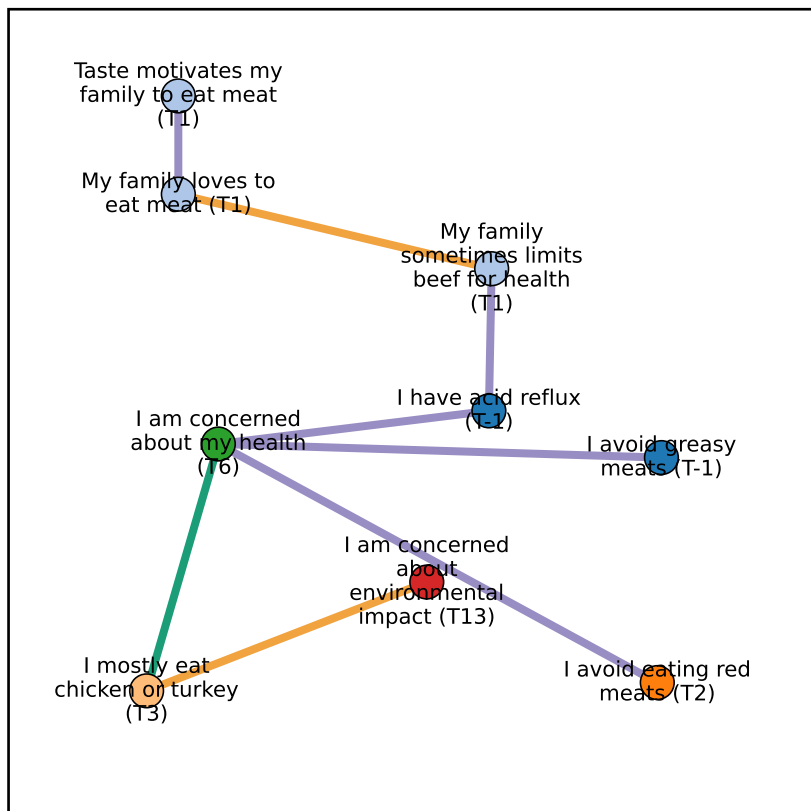 Taste motivates my
family to eat meat
(T1)
My family loves to
eat meat (T1)
My family
sometimes limits
beef for health
(T1)
I have acid reflux
(T-1)
I am concerned
about my health
(T6)
I avoid greasy
meats (T-1)
I am concerned
about
environmental
impact (T13)
I mostly eat
chicken or turkey
(T3)
I avoid eating red
meats (T2)